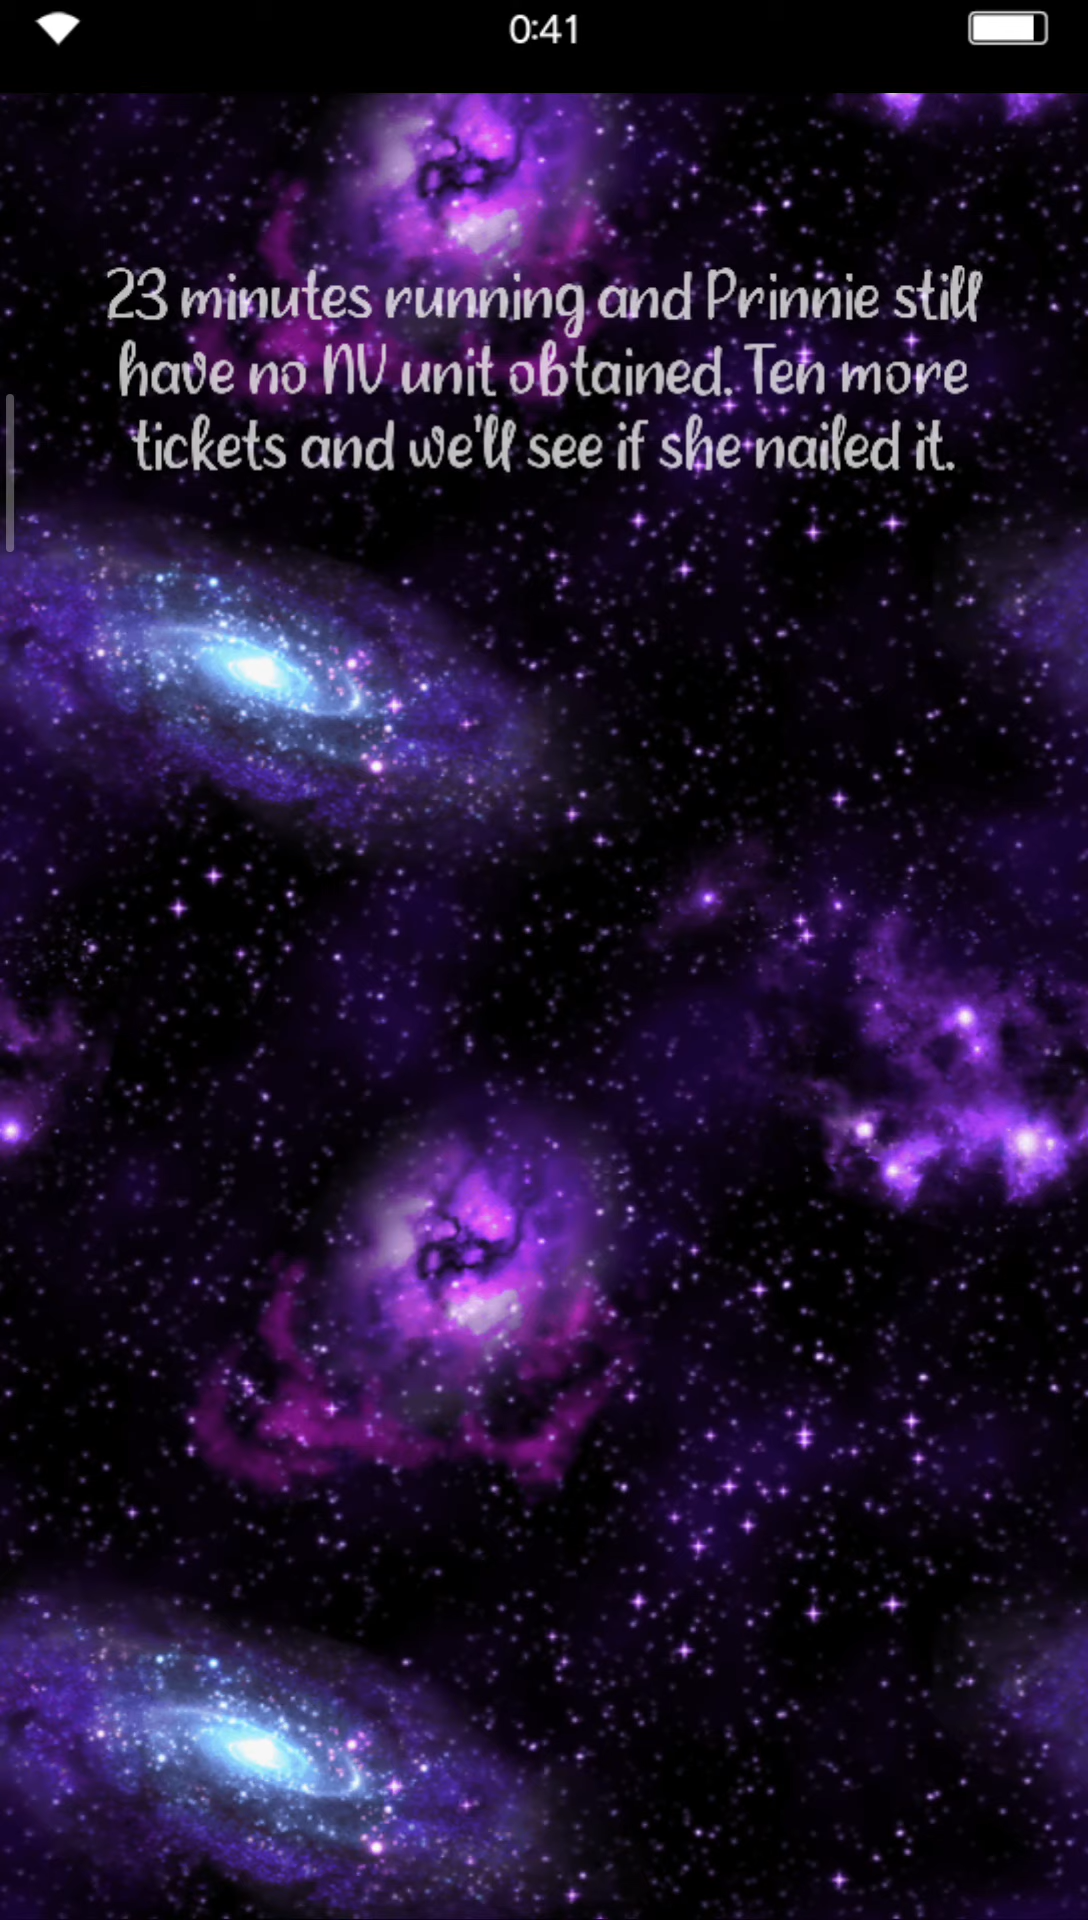 0:41
23 minutes running and Prinnie still
have no NV unit obtained. Ten more
tickets and we'll see if she nailed it.